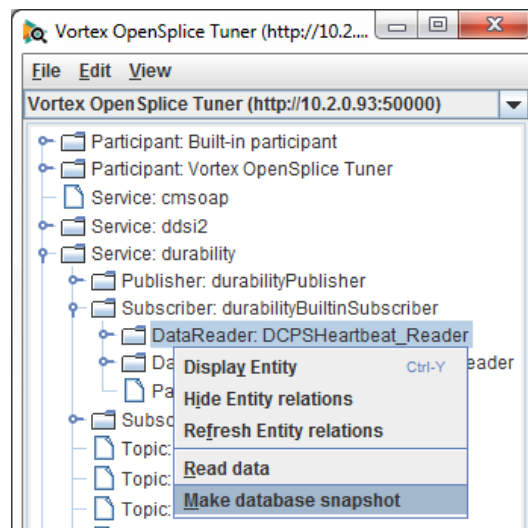 Vortex OpenSplice Tuner (http://10.2....
File Edit View
Vortex OpenSplice Tuner (http://10.2.0.93:50000)
Participant: Built-in participant
Participant: Vortex OpenSplice Tuner
Service: cmsoap
Service: ddsi2
Service: durability
Publisher: durabilityPublisher
Subscriber: durabilityBuiltinSubscriber
DataReader: DCPSHeartbeat_Reader
Da
eader
Display Entity Ctrl-Y
Pa
Hide Entity relations
Subsc
Refresh Entity relations
Topic:
Topic:
Read data
Topic:
Make database snapshot